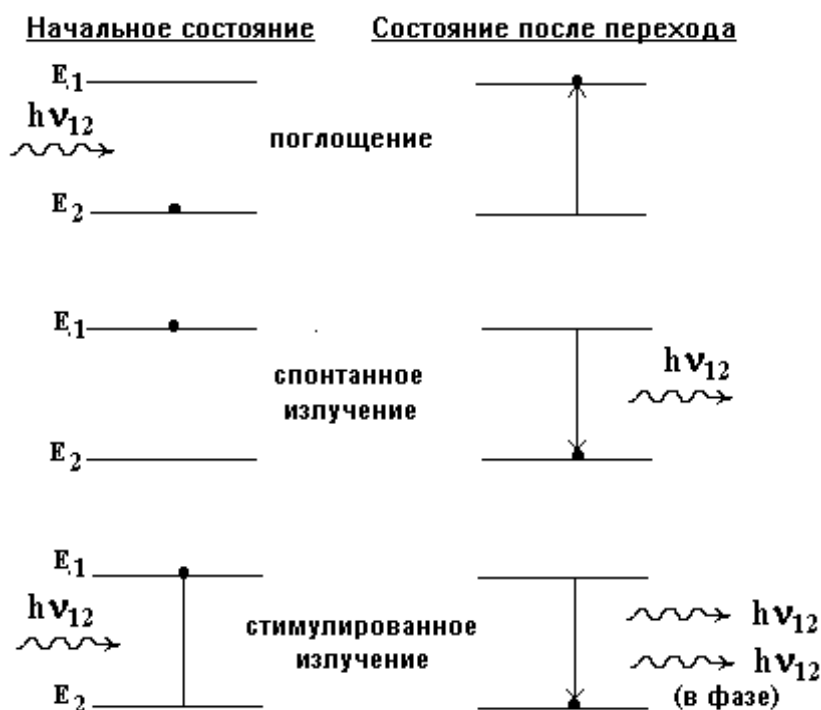 Начальное состояние Состояние после перехода
E1
hν12
поглощение
E2
E1
hν12
спонтанное
излучение
E2
E1
hν12
hν12
стимулированное
излучение
hν12
E2
(в фазе)